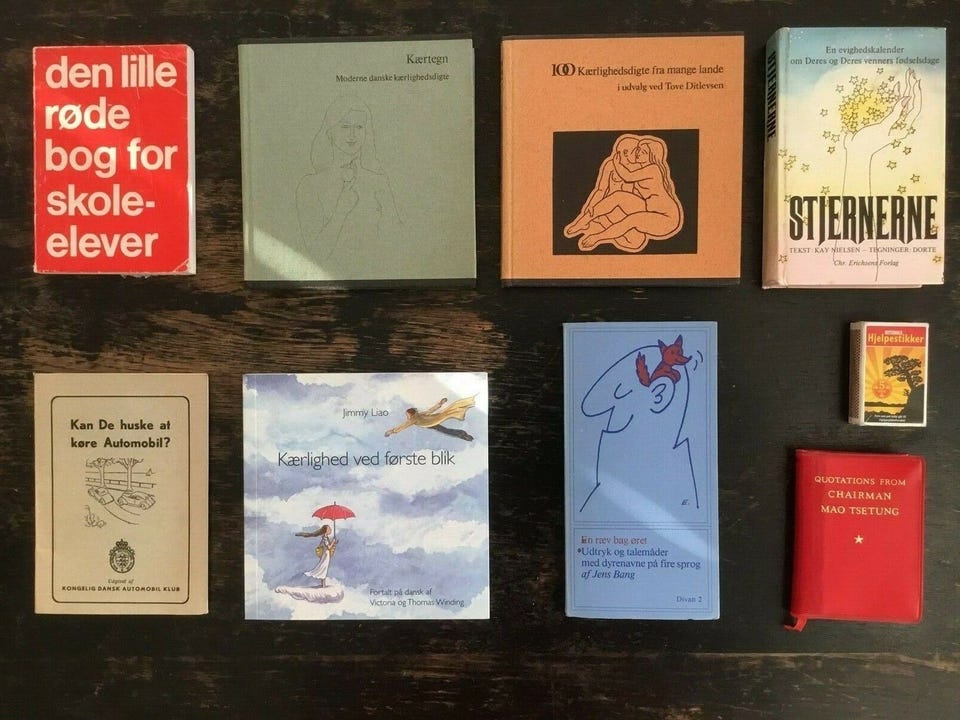 den lille
røde
bog for
skole-
elever
Kærtegn
Moderne danske kærlighedsdigte
100 Kærlighedsdigte fra mange lande
i udvalg ved Tove Ditlevsen
STJERNERNE
En evighedskalender
om Deres og Deres venners fødselsdage
STJERNERNE
TEKST: KAY NIELSEN – TEGNINGER: DORTE
Chr. Erichsens Forlag
Kan De huske at
køre Automobil?
Udgivet af
KONGELIG DANSK AUTOMOBIL KLUB
Jimmy Liao
Kærlighed ved første blik
Fortalt på dansk af
Victoria og Thomas Winding
E.
En ræv bag øret
Udtryk og talemåder
med dyrenavne på fire sprog
af Jens Bang
Divan 2
Hjelpestikker
QUOTATIONS FROM
CHAIRMAN
MAO TSETUNG